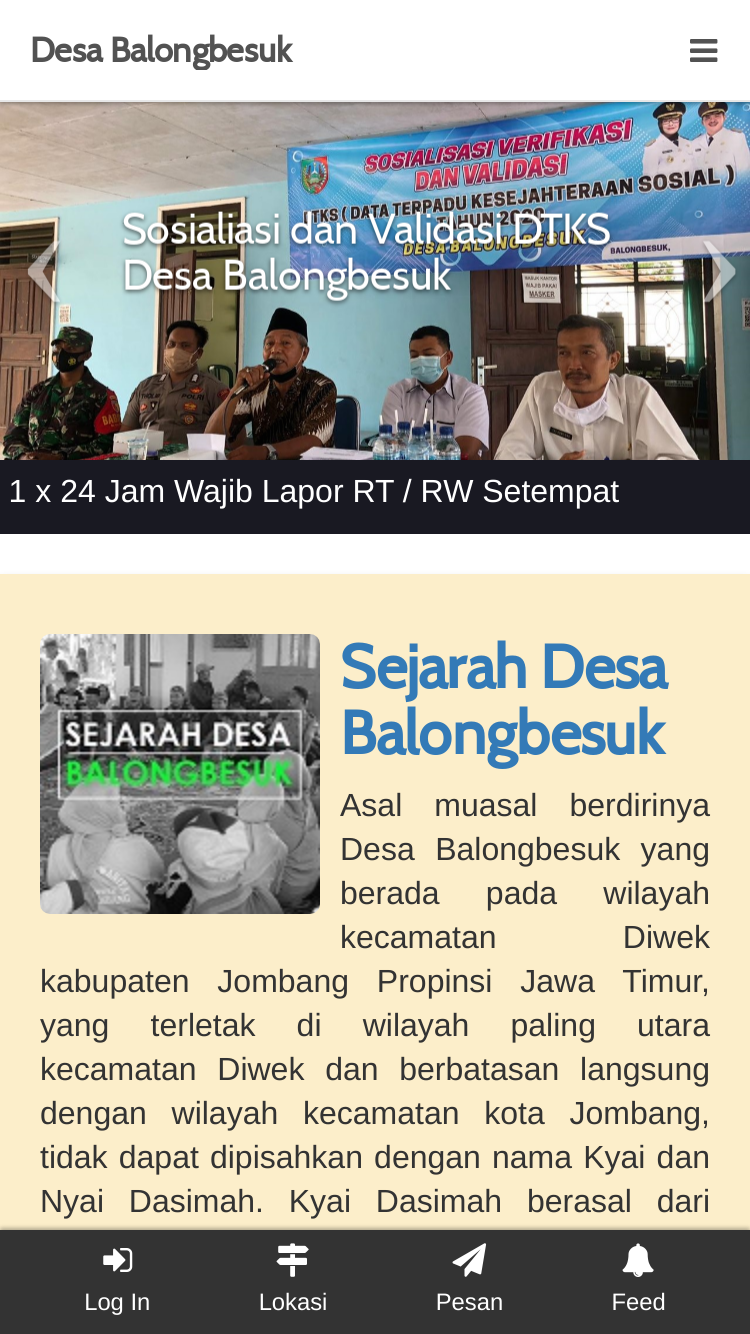 Desa Balongbesuk
SOSIALISASI VERIFIKASI
DAN VALIDASI
( DATA TERPADU KESEJAHTERAAN SOSIAL )
TAHUN
DESA BALONGBESUK
BALONGBESUK,
Sosialiasi dan Validasi DTKS
Desa Balongbesuk
MASUK KANTOR
WAJIB PAKAI
MASKER
1 x 24 Jam Wajib Lapor RT / RW Setempat
SEJARAH DESA
BALONGBESUK
Sejarah Desa
Balongbesuk
Asal muasal berdirinya
Desa Balongbesuk yang
berada pada wilayah
kecamatan Diwek
kabupaten Jombang Propinsi Jawa Timur,
yang terletak di wilayah paling utara
kecamatan Diwek dan berbatasan langsung
dengan wilayah kecamatan kota Jombang,
tidak dapat dipisahkan dengan nama Kyai dan
Nyai Dasimah. Kyai Dasimah berasal dari
Log In
Lokasi
Pesan
Feed